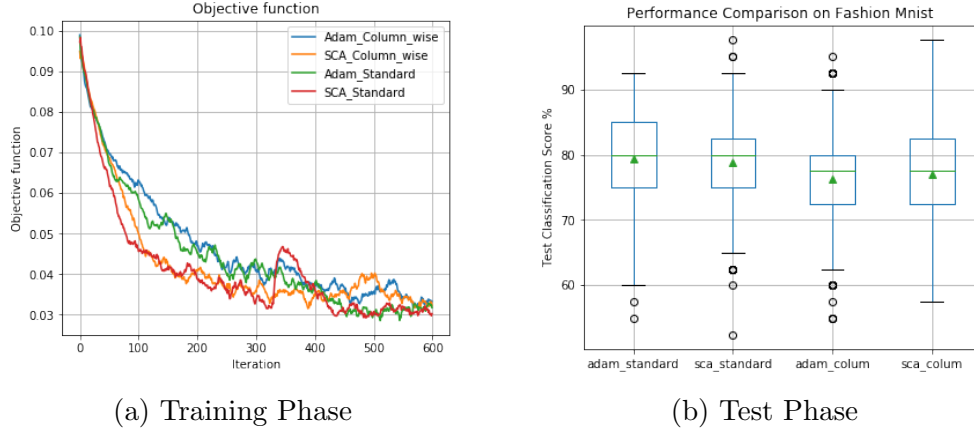 Objective function
Objective function
0.10
0.09
0.08
0.07
0.06
0.05
0.04
0.03
0
100
200
300
400
500
600
Iteration
Adam_Column_wise
SCA_Column_wise
Adam_Standard
SCA_Standard
(a) Training Phase
Performance Comparison on Fashion Mnist
Test Classification Score %
90
80
70
60
adam_standard
sca_standard
adam_colum
sca_colum
(b) Test Phase